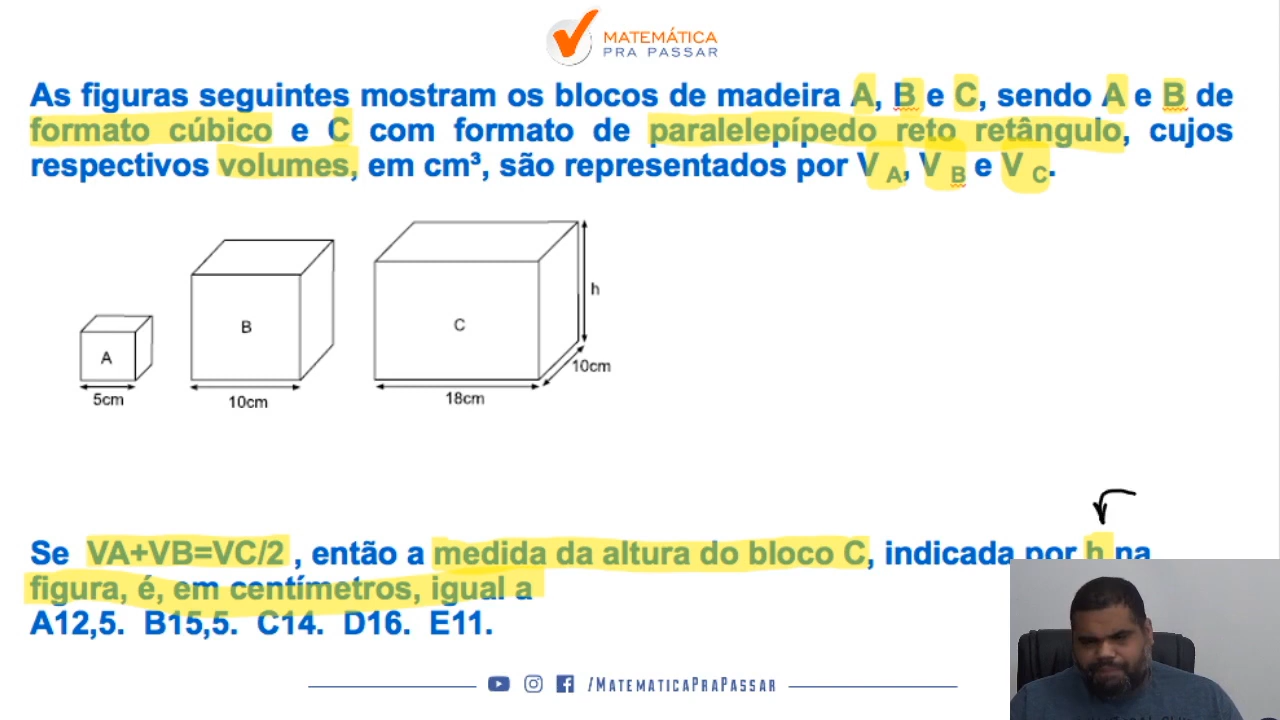 MATEMÁTICA
PRA PASSAR
As figuras seguintes mostram os blocos de madeira A, B e C, sendo A e B de
formato cúbico e C com formato de paralelepípedo reto retângulo, cujos
respectivos volumes, em cm³, são representados por V A, V B e V C.
A
B
C
h
10cm
5cm
10cm
18cm
Se VA+VB=VC/2 , então a medida da altura do bloco C, indicada por h na
figura, é, em centímetros, igual a
A12,5. B15,5. C14. D16. E11.
/MATEMATICAPRAPASSAR